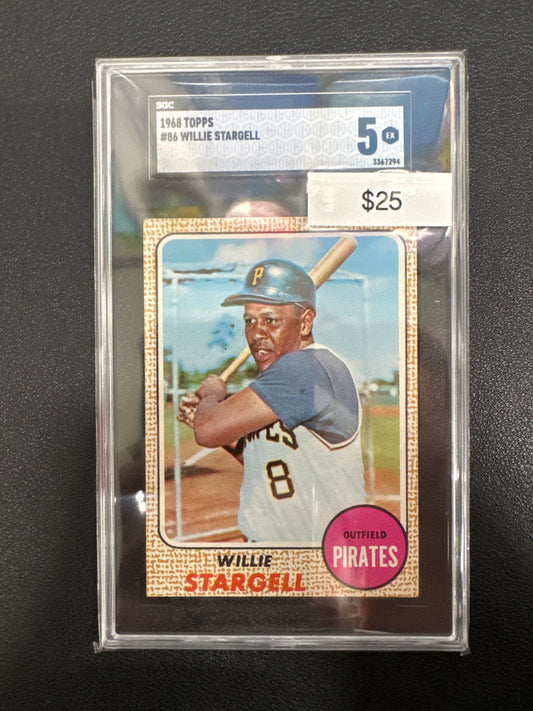 SGC
1968 TOPPS
#86 WILLIE STARGELL
5 EX
3367294
$25
P
8
OUTFIELD
PIRATES
WILLIE
STARGELL